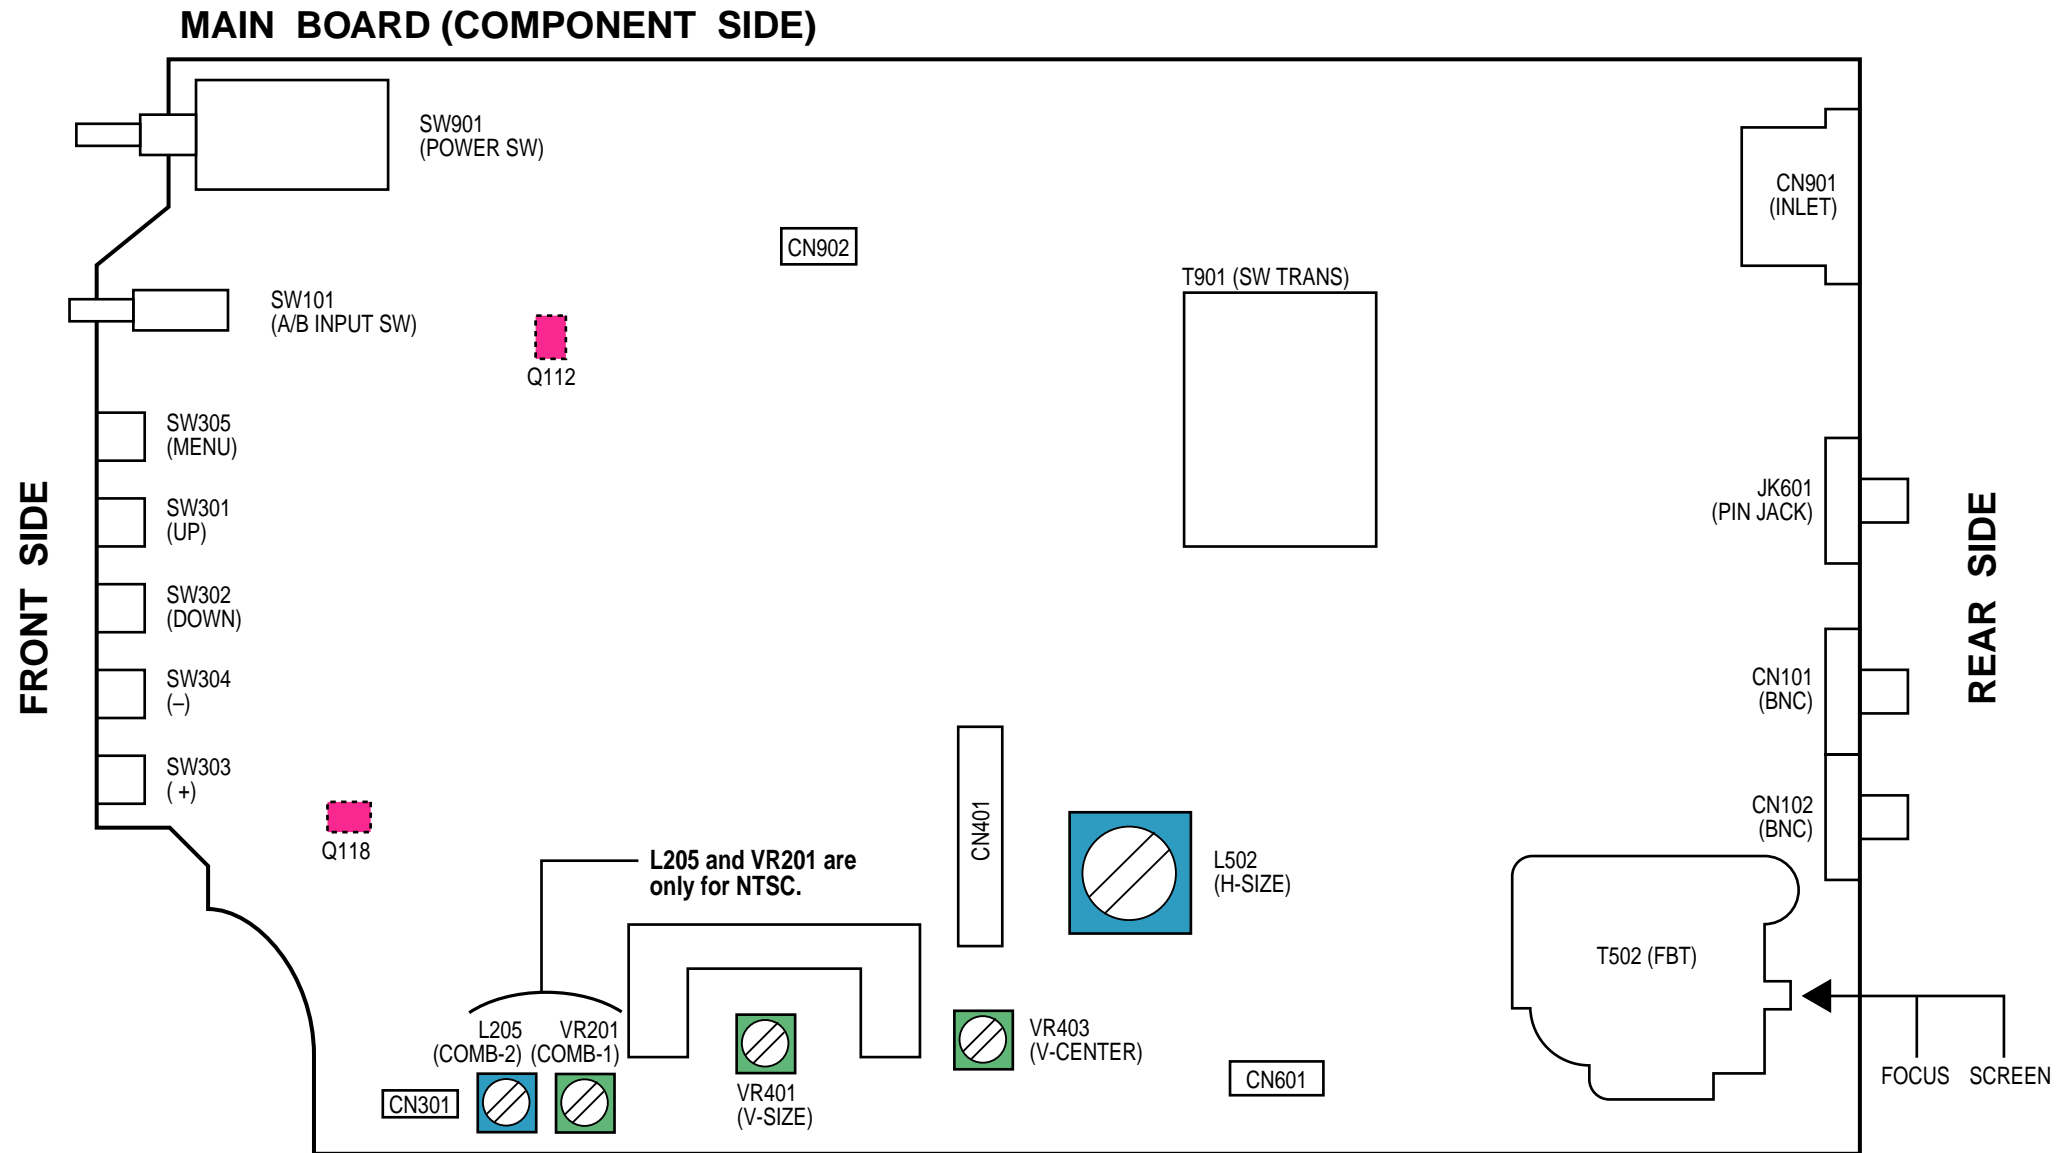 MAIN BOARD (COMPONENT SIDE)
SW901
(POWER SW)
CN901
(INLET)
CN902
T901 (SW TRANS)
SW101
(A/B INPUT SW)
Q112
SW305
(MENU)
SW301
(UP)
SW302
(DOWN)
SW304
(–)
SW303
( +)
FRONT SIDE
JK601
(PIN JACK)
REAR SIDE
CN101
(BNC)
CN102
(BNC)
Q118
L205 and VR201 are
only for NTSC.
CN401
L502
(H-SIZE)
T502 (FBT)
L205
(COMB-2)
VR201
(COMB-1)
VR403
(V-CENTER)
VR401
(V-SIZE)
CN301
CN601
FOCUS
SCREEN